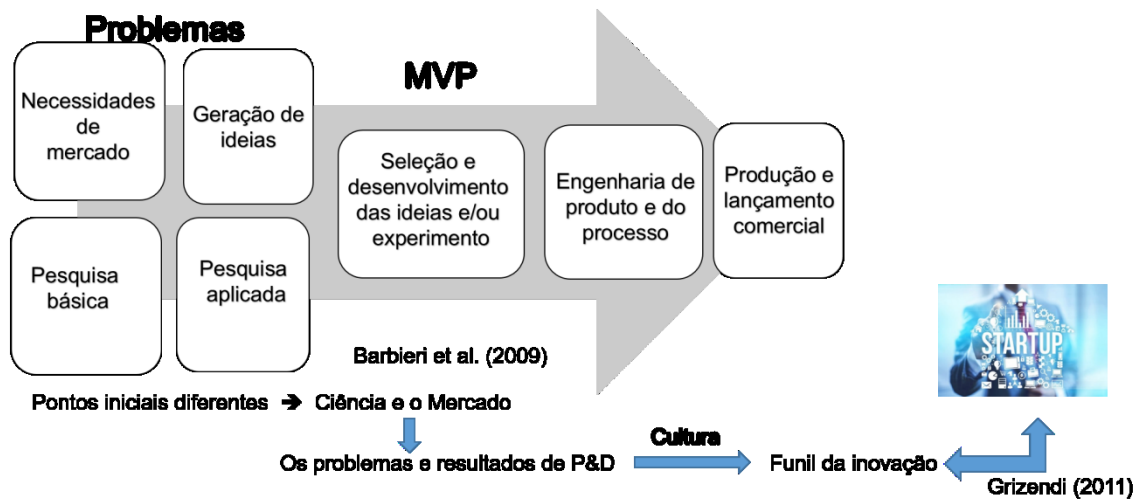 Problemas
MVP
Necessidades
de
mercado
Geração de
ideias
Seleção e
desenvolvimento
das ideias e/ou
experimento
Engenharia de
produto e do
processo
Produção e
lançamento
comercial
Pesquisa
básica
Pesquisa
aplicada
Barbieri et al. (2009)
STARTUP
Pontos iniciais diferentes ➔ Ciência e o Mercado
Cultura
Os problemas e resultados de P&D
Funil da inovação
Grizendi (2011)